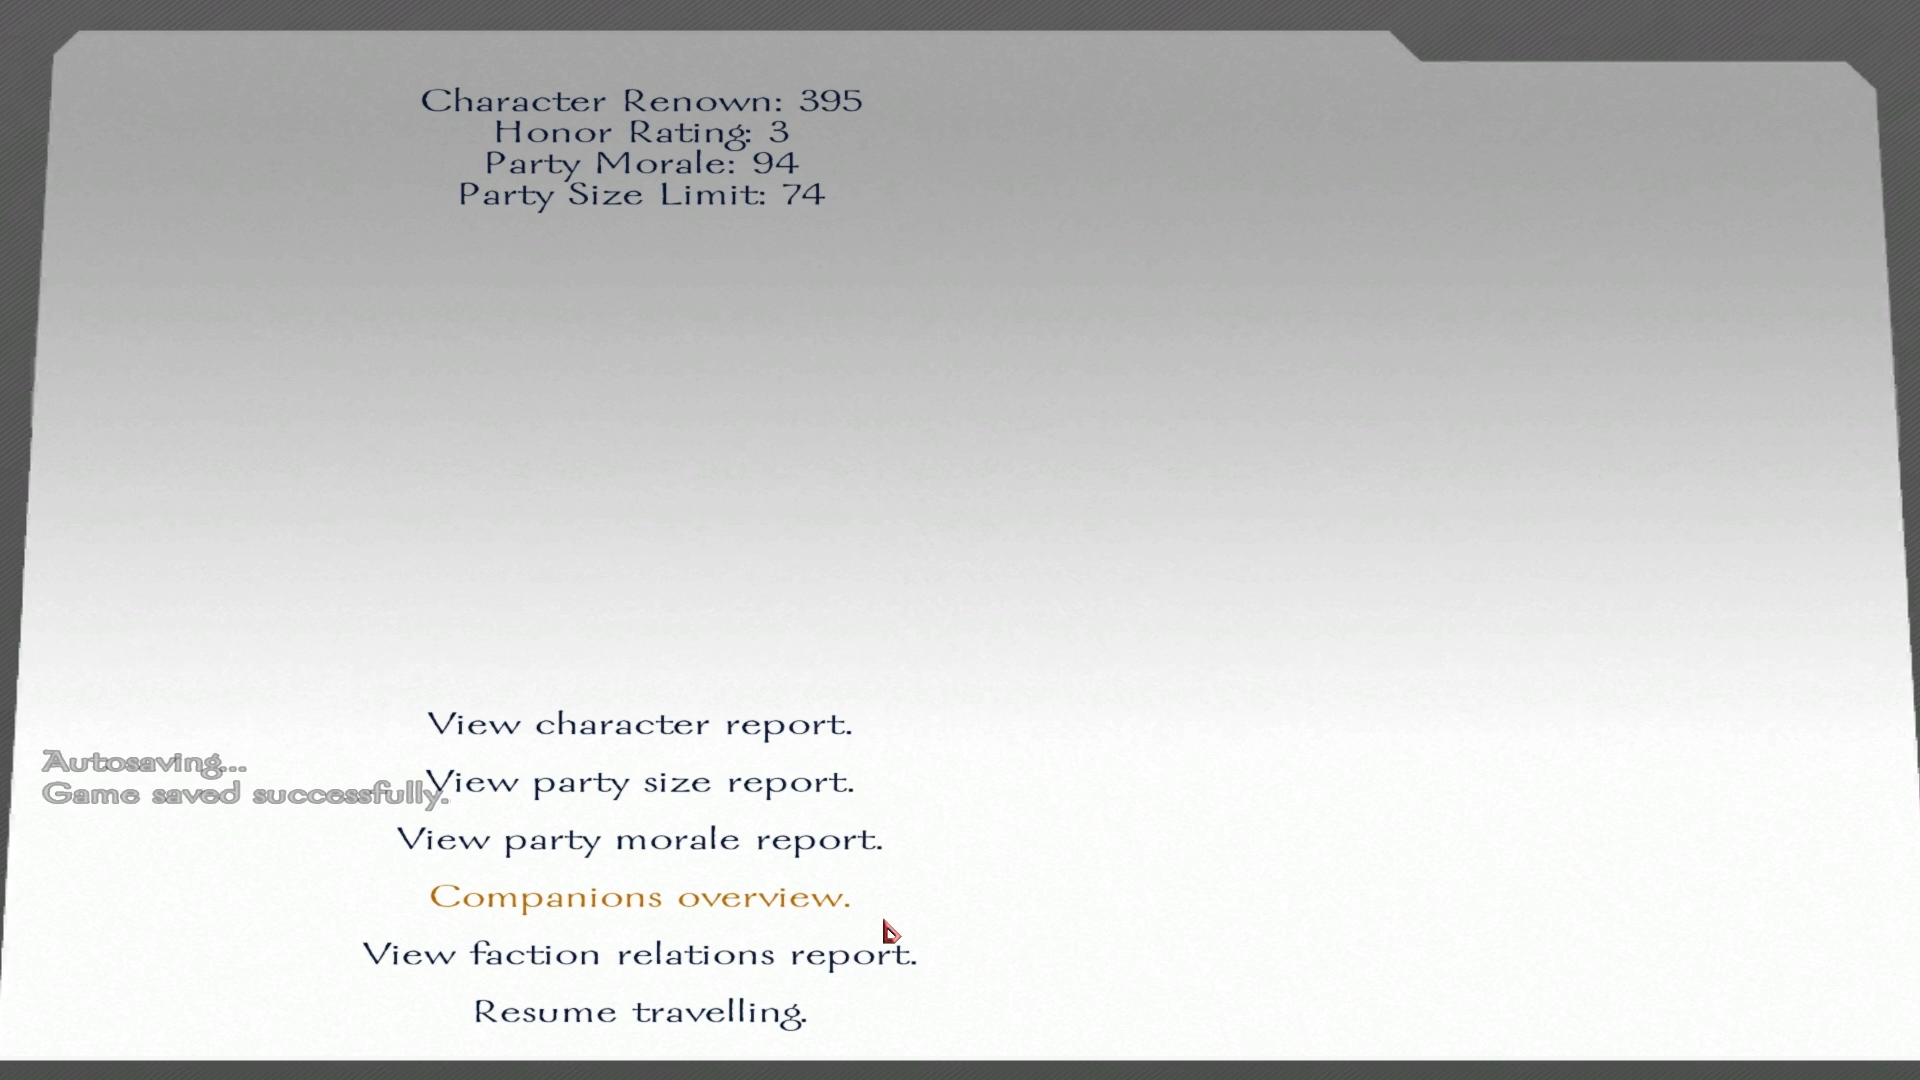 Character Renown: 395
Honor Rating: 3
Party Morale: 94
Party Size Limit: 74
View character report.
Autosaving...
View party size report.
Game saved successfully.
View party morale report.
Companions overview.
View faction relations report.
Resume travelling.